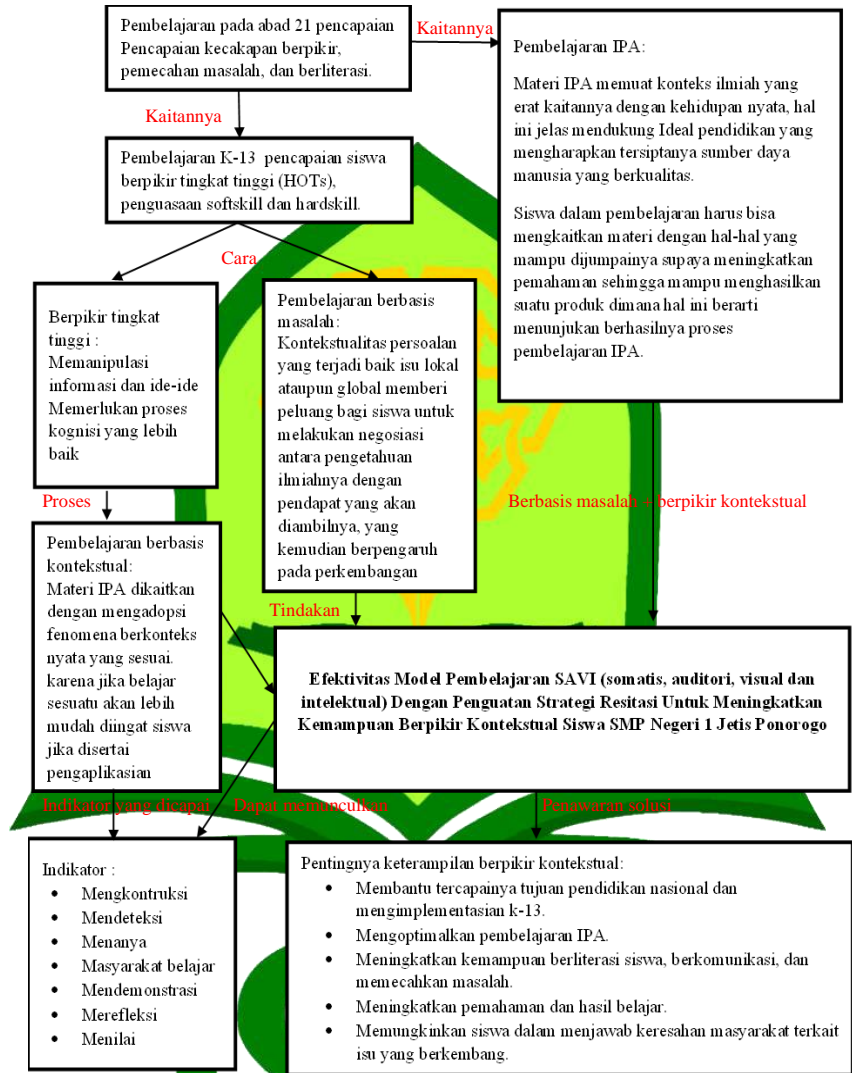 Pembelajaran pada abad 21 pencapaian
Pencapaian kecakapan berpikir,
pemecahan masalah, dan berliterasi.
Kaitannya
Pembelajaran IPA:
Materi IPA memuat konteks ilmiah yang
erat kaitannya dengan kehidupan nyata, hal
ini jelas mendukung Ideal pendidikan yang
mengharapkan tersiptanya sumber daya
manusia yang berkualitas.
Siswa dalam pembelajaran harus bisa
mengkaitkan materi dengan hal-hal yang
mampu dijumpainya supaya meningkatkan
pemahaman sehingga mampu menghasilkan
suatu produk dimana hal ini berarti
menunjukan berhasilnya proses
pembelajaran IPA.
Kaitannya
Pembelajaran K-13 pencapaian siswa
berpikir tingkat tinggi (HOTs),
penguasaan softskill dan hardskill.
Cara
Berpikir tingkat
tinggi :
Memanipulasi
informasi dan ide-ide
Memerlukan proses
kognisi yang lebih
baik
Pembelajaran berbasis
masalah:
Kontekstualitas persoalan
yang terjadi baik isu lokal
ataupun global memberi
peluang bagi siswa untuk
melakukan negosiasi
antara pengetahuan
ilmiahnya dengan
pendapat yang akan
diambilnya, yang
kemudian berpengaruh
pada perkembangan
Proses
Berbasis masalah – berpikir kontekstual
Pembelajaran berbasis
kontekstual:
Materi IPA dikaitkan
dengan mengadopsi
fenomena berkonteks
nyata yang sesuai.
karena jika belajar
sesuatu akan lebih
mudah diingat siswa
jika disertai
pengaplikasian
Tindakan
Efektivitas Model Pembelajaran SAVI (somatis, auditori, visual dan
intelektual) Dengan Penguatan Strategi Resitasi Untuk Meningkatkan
Kemampuan Berpikir Kontekstual Siswa SMP Negeri 1 Jetis Ponorogo
Indikator yang dicapai
Dapat memunculkan
Penawaran solusi
Indikator :
• Mengkontruksi
• Mendeteksi
• Menanya
• Masyarakat belajar
• Mendemonstrasi
• Merefleksi
• Menilai
Pentingnya keterampilan berpikir kontekstual:
• Membantu tercapainya tujuan pendidikan nasional dan
mengimplementasian k-13.
• Mengoptimalkan pembelajaran IPA.
• Meningkatkan kemampuan berliterasi siswa, berkomunikasi, dan
memecahkan masalah.
• Meningkatkan pemahaman dan hasil belajar.
• Memungkinkan siswa dalam menjawab keresahan masyarakat terkait
isu yang berkembang.